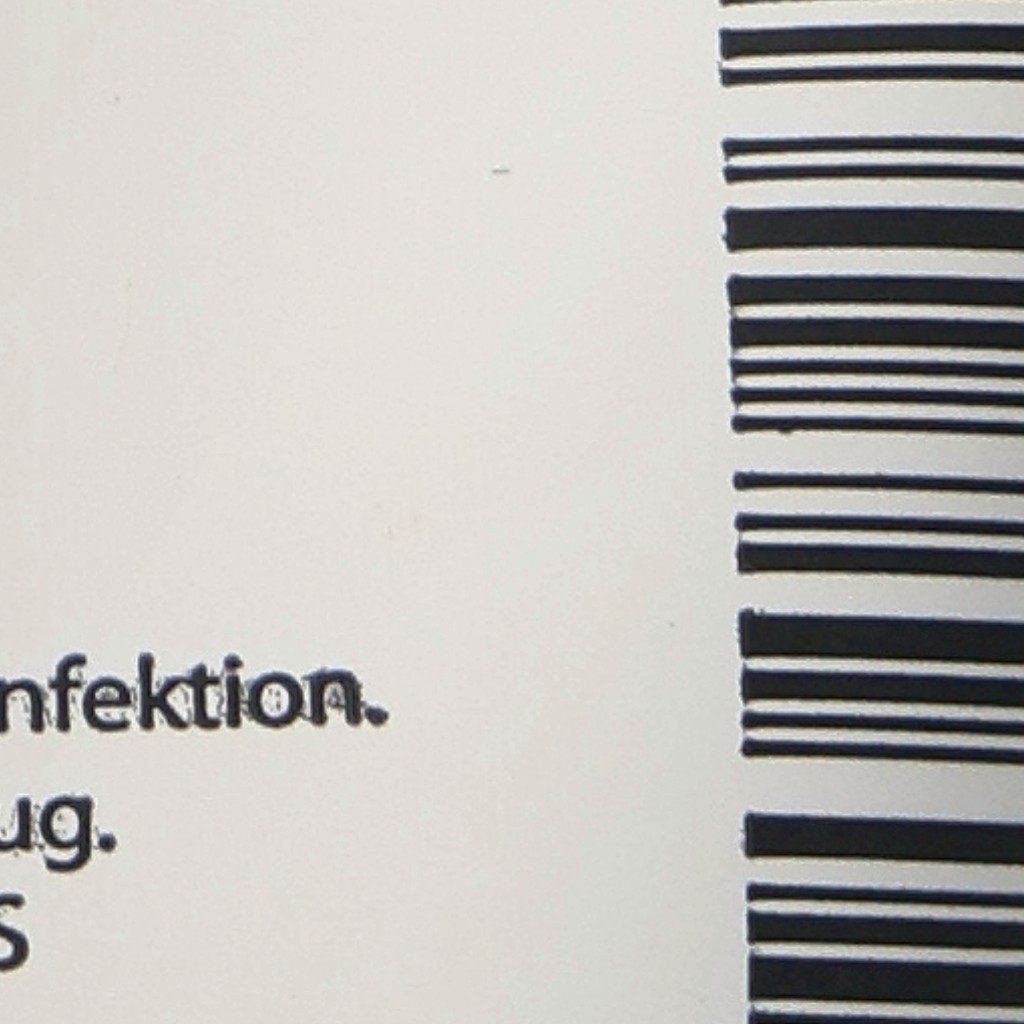 nfektion.
ug.
S